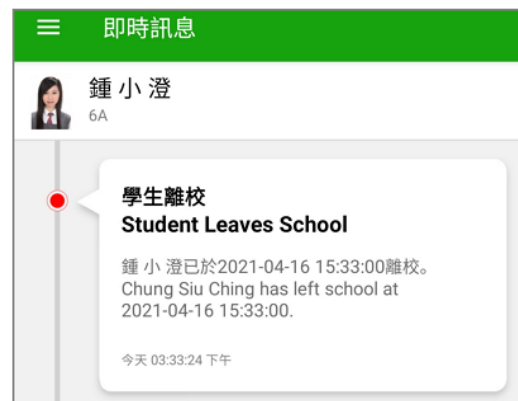 即時訊息
鍾 小 澄
6A
學生離校
Student Leaves School
鍾 小 澄已於2021-04-16 15:33:00離校。
Chung Siu Ching has left school at
2021-04-16 15:33:00.
今天 03:33:24 下午